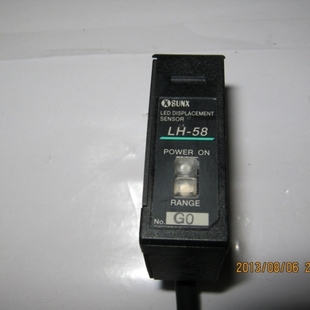 SUNX
LED DISPLACEMENT
SENSOR
LH-58
POWER ON
RANGE
No. G0
2013/08/06